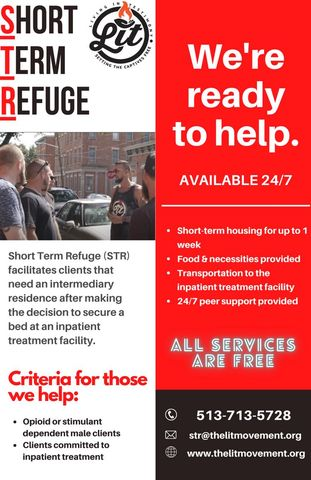 SHORT
TERM
REFUGE
LIVING IN TESTIMONY
Lit
SETTING THE CAPTIVES FREE
Short Term Refuge (STR)
facilitates clients that
need an intermediary
residence after making
the decision to secure a
bed at an inpatient
treatment facility.
Criteria for those
we help:
• Opioid or stimulant
dependent male clients
• Clients committed to
inpatient treatment
We're
ready
to help.
AVAILABLE 24/7
• Short-term housing for up to 1
week
• Food & necessities provided
• Transportation to the
inpatient treatment facility
• 24/7 peer support provided
ALL SERVICES
ARE FREE
513-713-5728
str@thelitmovement.org
www.thelitmovement.org